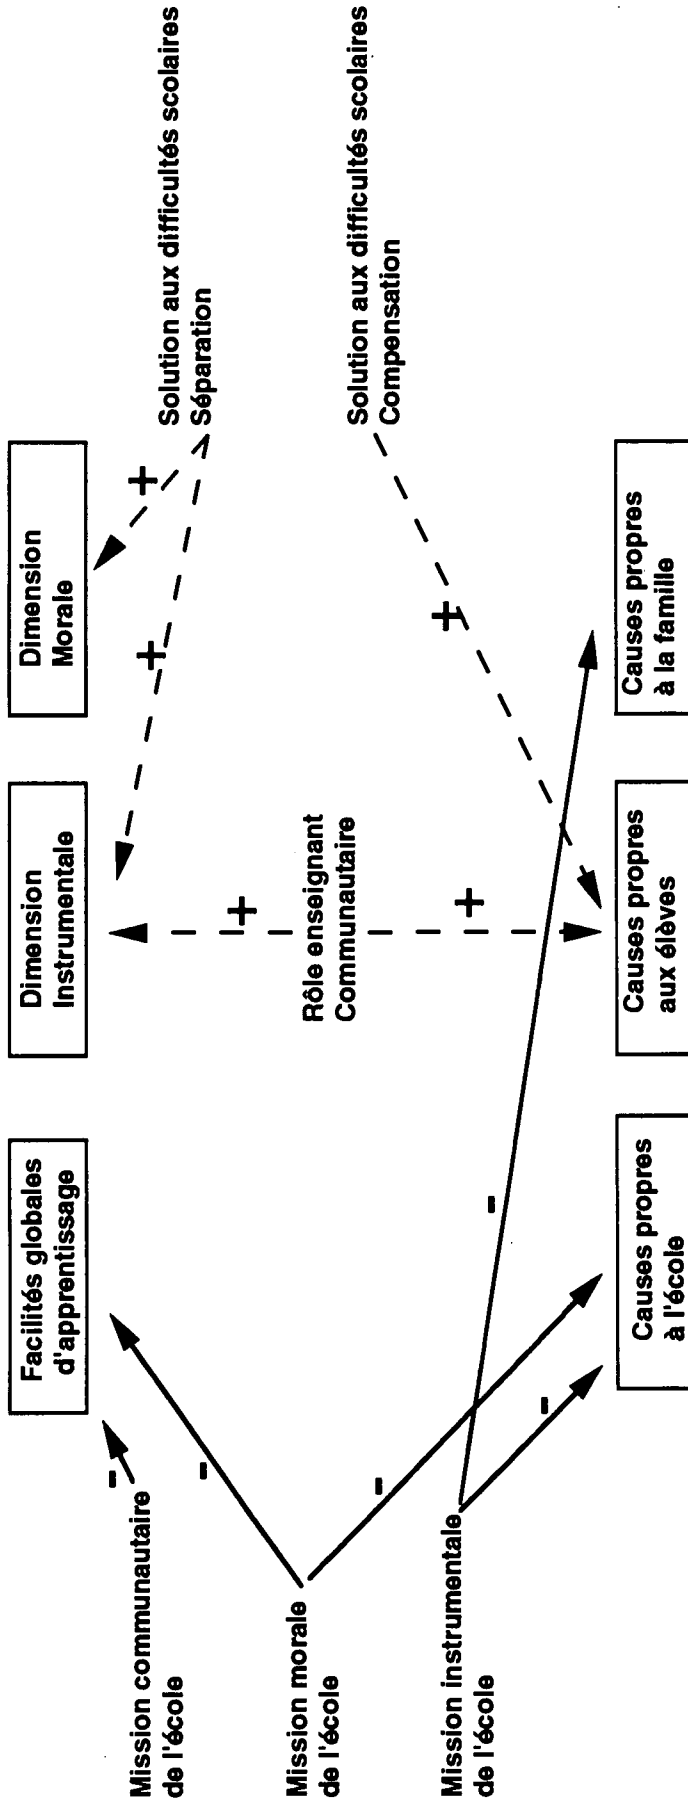 Facilités globales
d'apprentissage
Dimension
Instrumentale
Dimension
Morale
Mission communautaire
de l'école
-
-
+
+
Solution aux difficultés scolaires
Séparation
Mission morale
de l'école
-
+
Rôle enseignant
Communautaire
+
+
Solution aux difficultés scolaires
Compensation
Mission instrumentale
de l'école
-
-
Causes propres
à l'école
Causes propres
aux élèves
Causes propres
à la famille